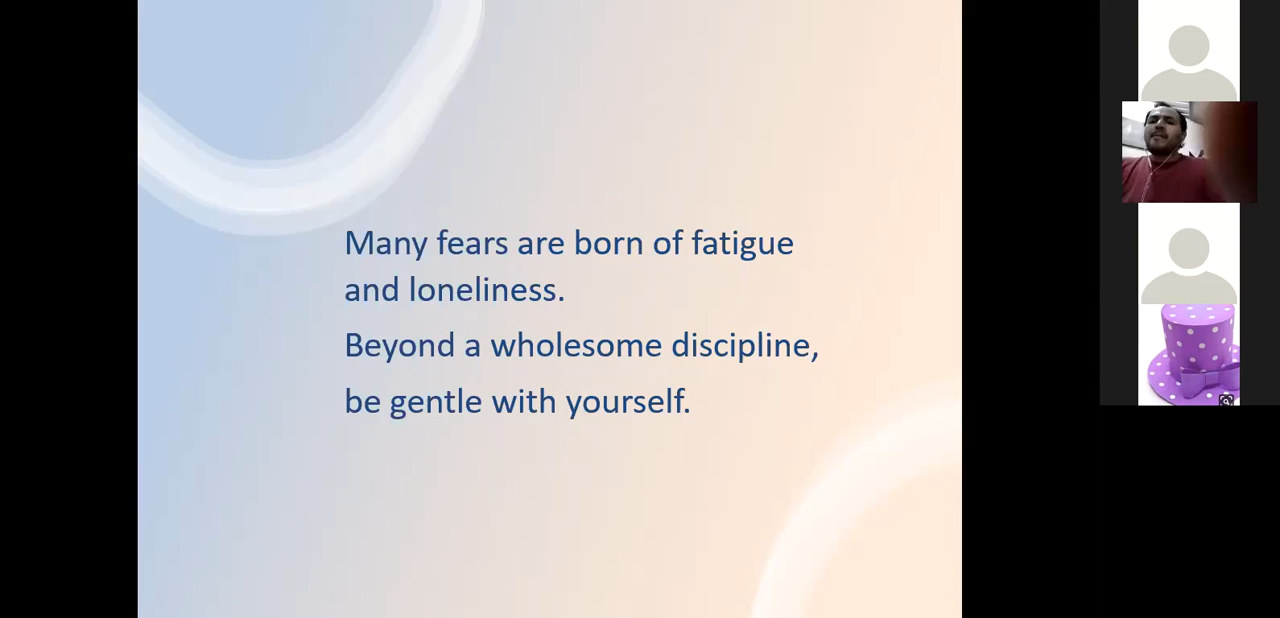 Many fears are born of fatigue
and loneliness.
Beyond a wholesome discipline,
be gentle with yourself.